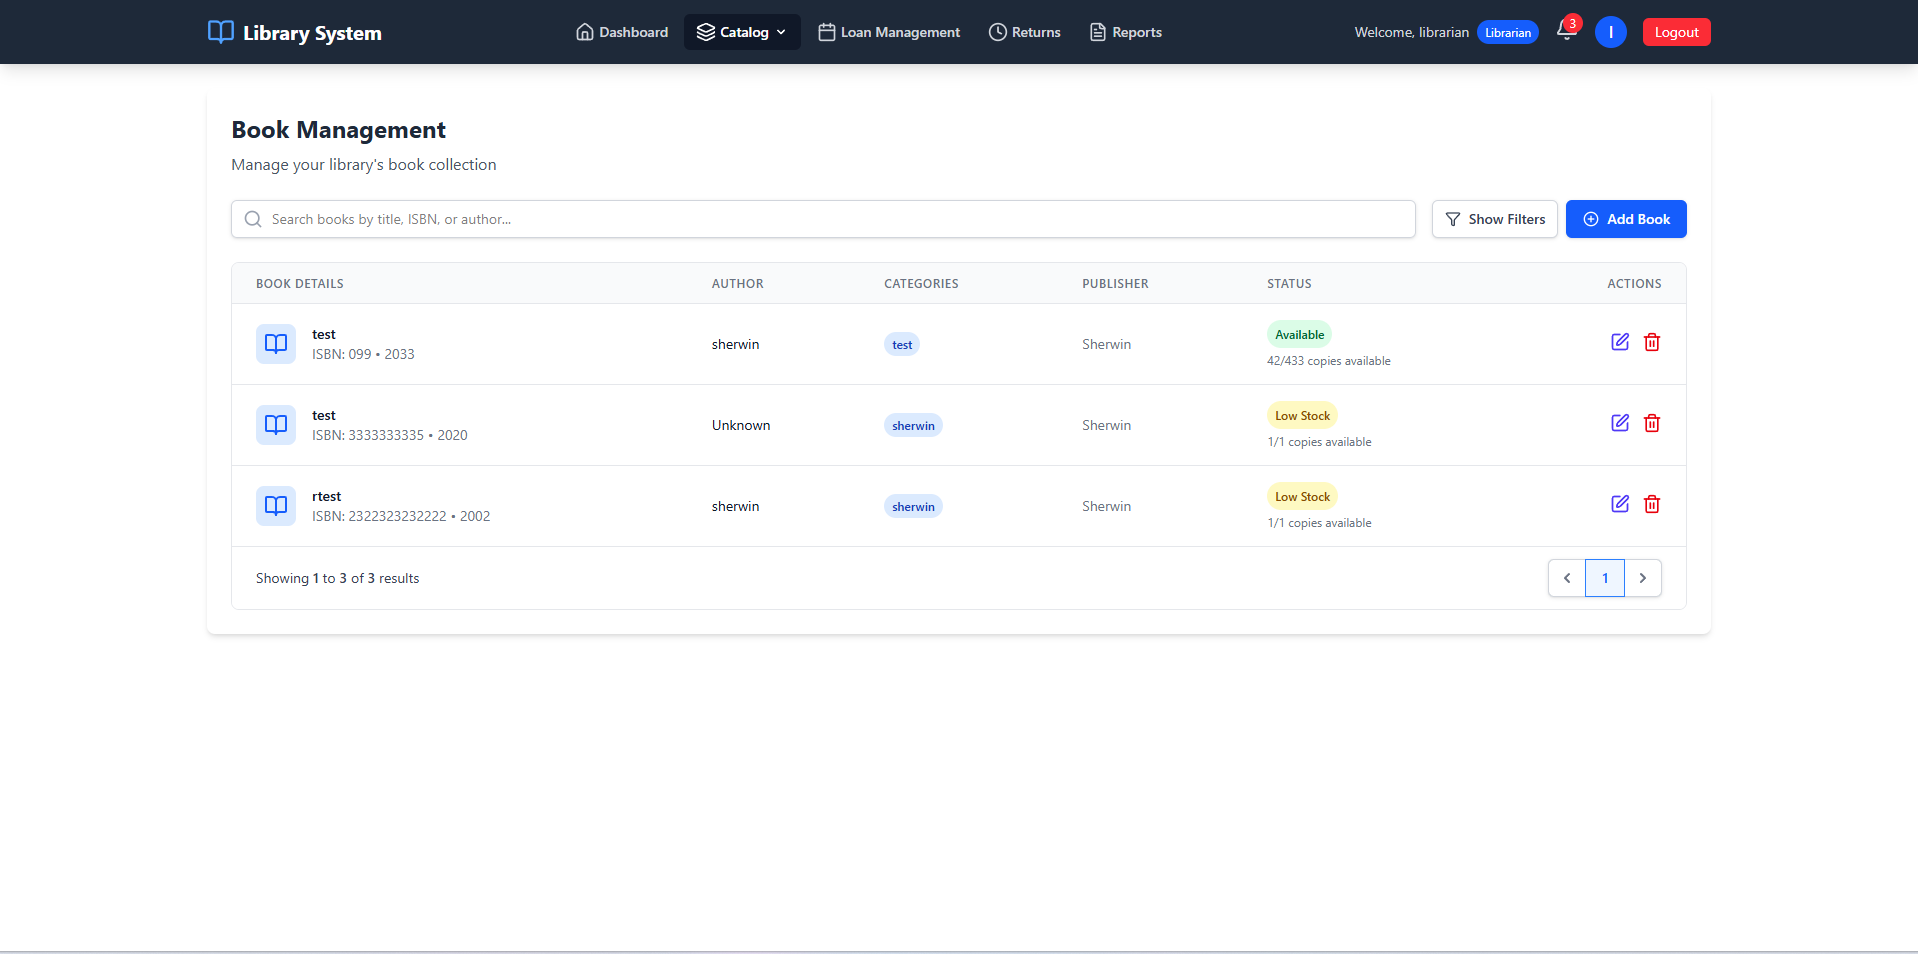 Library System
Dashboard
Catalog
Loan Management
Returns
Reports
Welcome, librarian
Librarian
3
l
Logout
Book Management
Manage your library's book collection
Search books by title, ISBN, or author...
Show Filters
Add Book
BOOK DETAILS AUTHOR CATEGORIES PUBLISHER STATUS ACTIONS
test
ISBN: 099 • 2033
sherwin
test
Sherwin
Available
42/433 copies available
test
ISBN: 3333333335 • 2020
Unknown
sherwin
Sherwin
Low Stock
1/1 copies available
rtest
ISBN: 2322323232222 • 2002
sherwin
sherwin
Sherwin
Low Stock
1/1 copies available
Showing 1 to 3 of 3 results
1